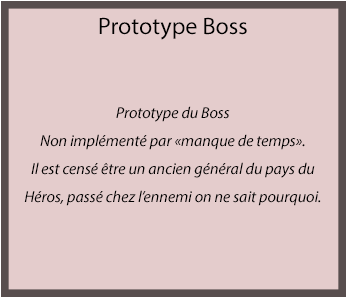 Prototype Boss
Prototype du Boss
Non implémenté par «manque de temps».
Il est censé être un ancien général du pays du
Héros, passé chez l'ennemi on ne sait pourquoi.